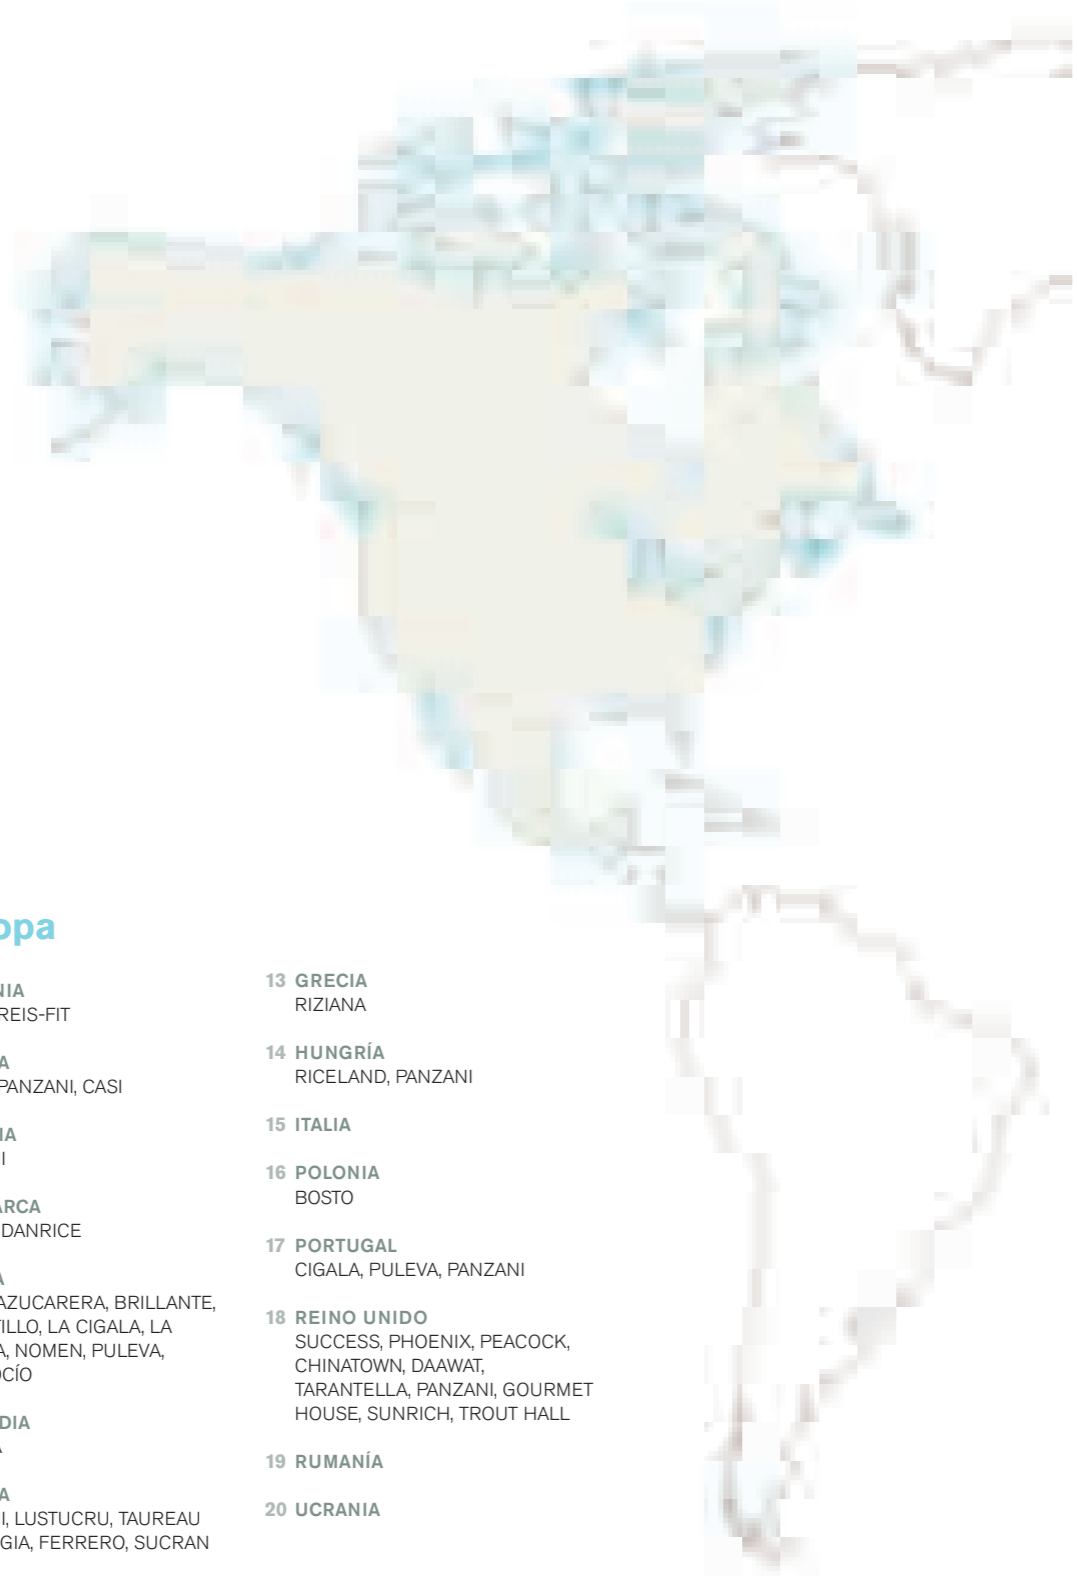 opa
NIA
REIS-FIT
A
PANZANI, CASI
IA
I
ARCA
DANRICE
A
AZUCARERA, BRILLANTE,
TILLO, LA CIGALA, LA
A, NOMEN, PULEVA,
OCÍO
DIA
A
A
I, LUSTUCRU, TAUREAU
GIA, FERRERO, SUCRAN
13 GRECIA
RIZIANA
14 HUNGRÍA
RICELAND, PANZANI
15 ITALIA
16 POLONIA
BOSTO
17 PORTUGAL
CIGALA, PULEVA, PANZANI
18 REINO UNIDO
SUCCESS, PHOENIX, PEACOCK,
CHINATOWN, DAAWAT,
TARANTELLA, PANZANI, GOURMET
HOUSE, SUNRICH, TROUT HALL
19 RUMANÍA
20 UCRANIA